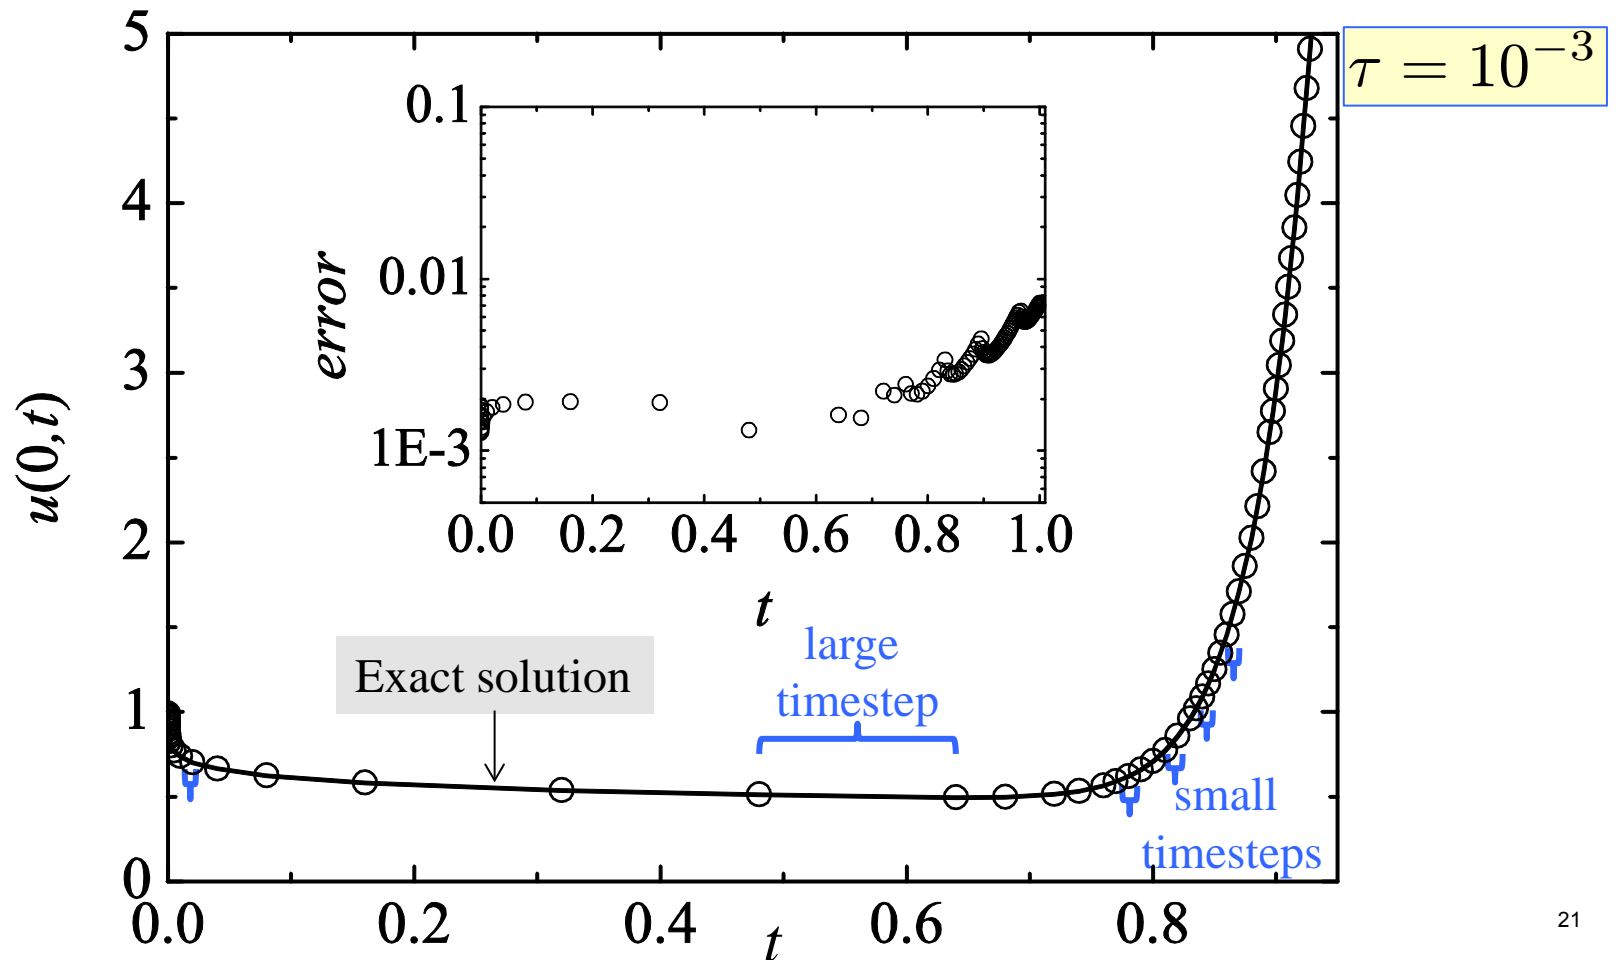 τ = 10⁻³
5
4
3
2
1
0
u(0,t)
0.1
0.01
1E-3
error
0.0 0.2 0.4 0.6 0.8 1.0
t
large
timestep
Exact solution
small
timesteps
0.0 0.2 0.4 0.6 0.8
t
21